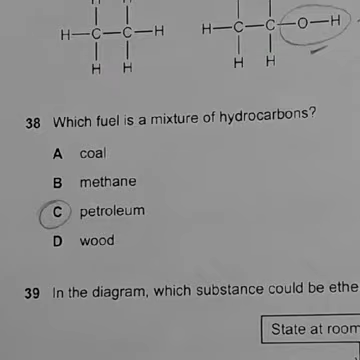 H—C—C—H H—C—C—O—H
H H H H
38 Which fuel is a mixture of hydrocarbons?
A coal
B methane
C petroleum
D wood
39 In the diagram, which substance could be ethe
State at room